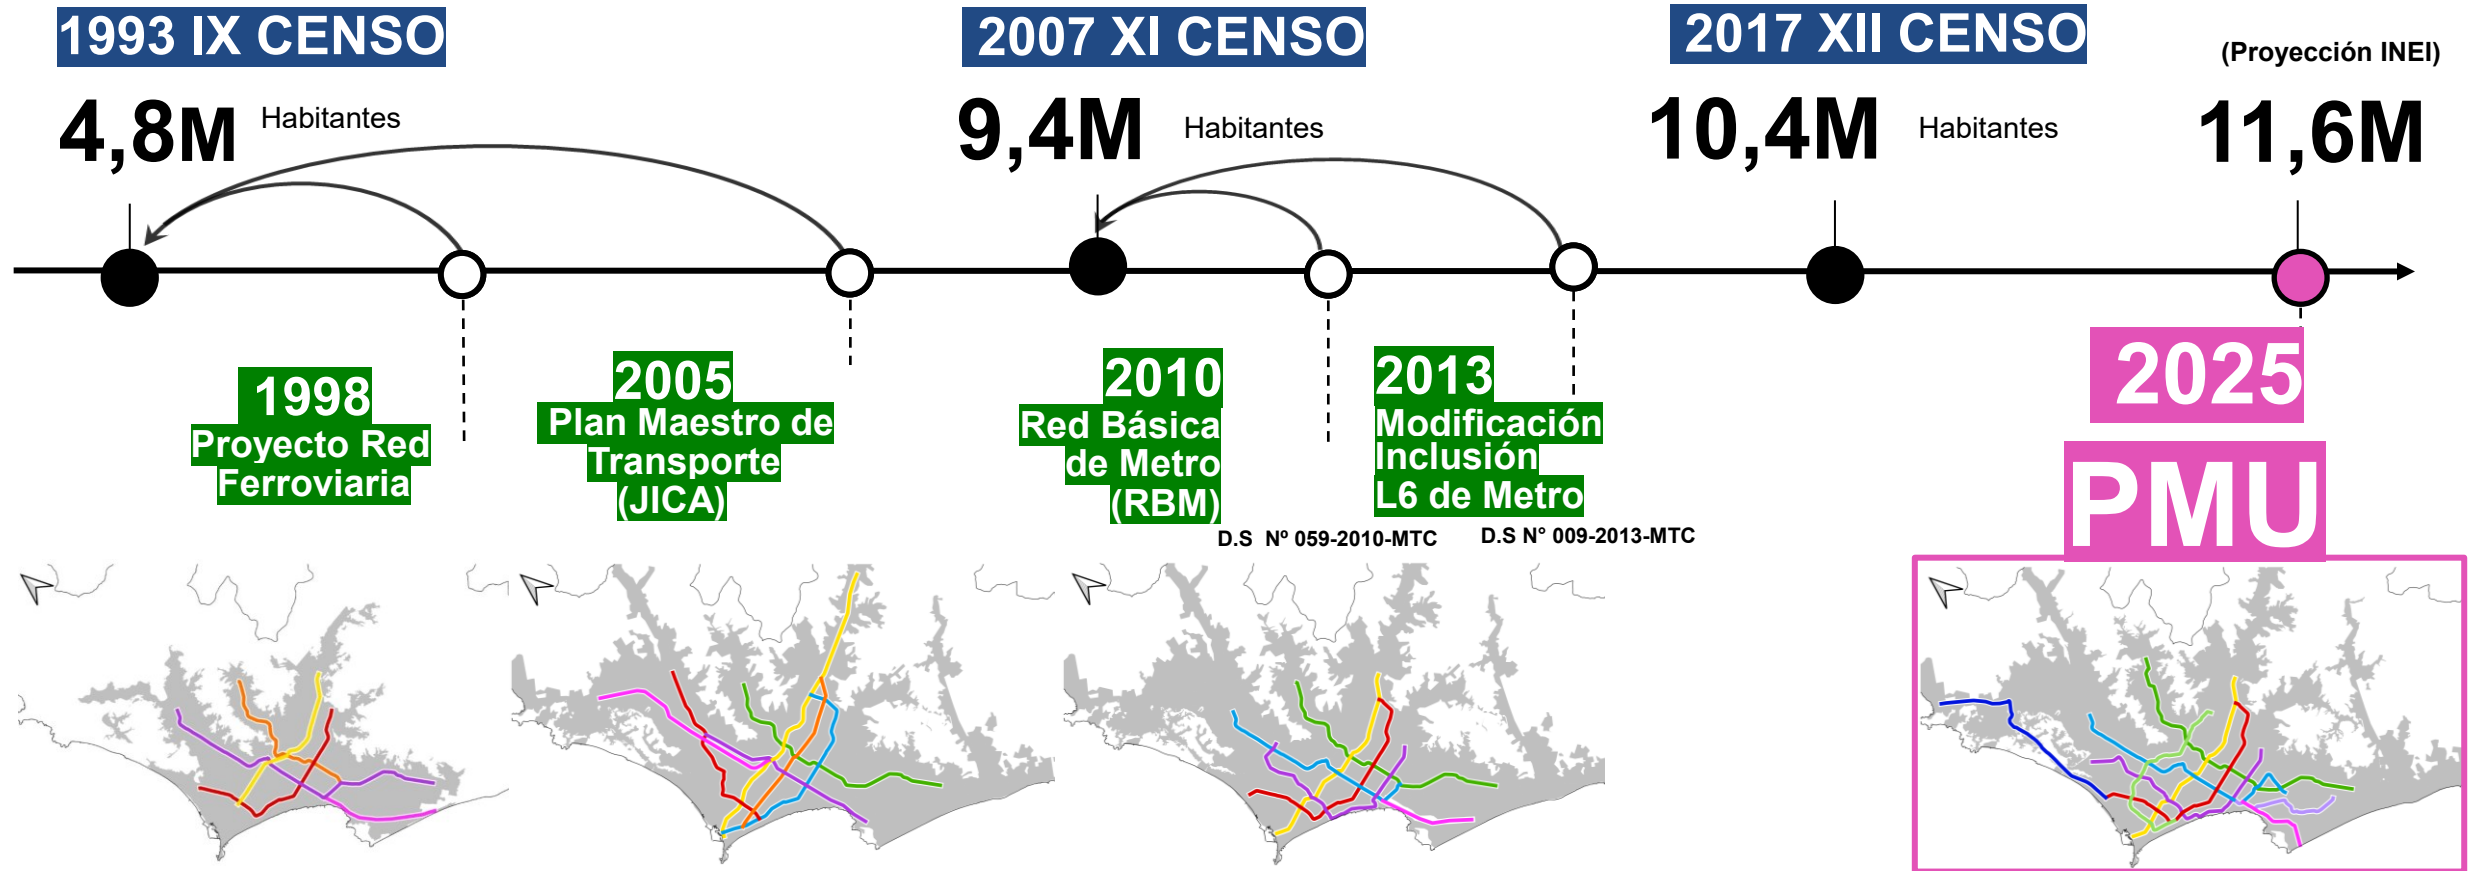 1993 IX CENSO
4,8M Habitantes
2007 XI CENSO
9,4M Habitantes
2017 XII CENSO
10,4M Habitantes
(Proyección INEI)
11,6M
1998
Proyecto Red
Ferroviaria
2005
Plan Maestro de
Transporte
(JICA)
2010
Red Básica
de Metro
(RBM)
D.S Nº 059-2010-MTC
2013
Modificación
Inclusión
L6 de Metro
D.S N° 009-2013-MTC
2025
PMU